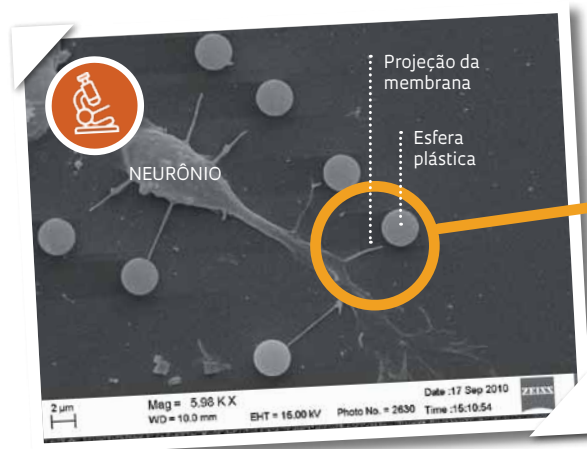 Projeção da
membrana
Esfera
plástica
NEURÔNIO
2 µm
Mag = 5.98 K X
WD = 10.0 mm
EHT = 15.00 kV
Photo No. = 2630
Date :17 Sep 2010
Time :15:10:54
ZEISS